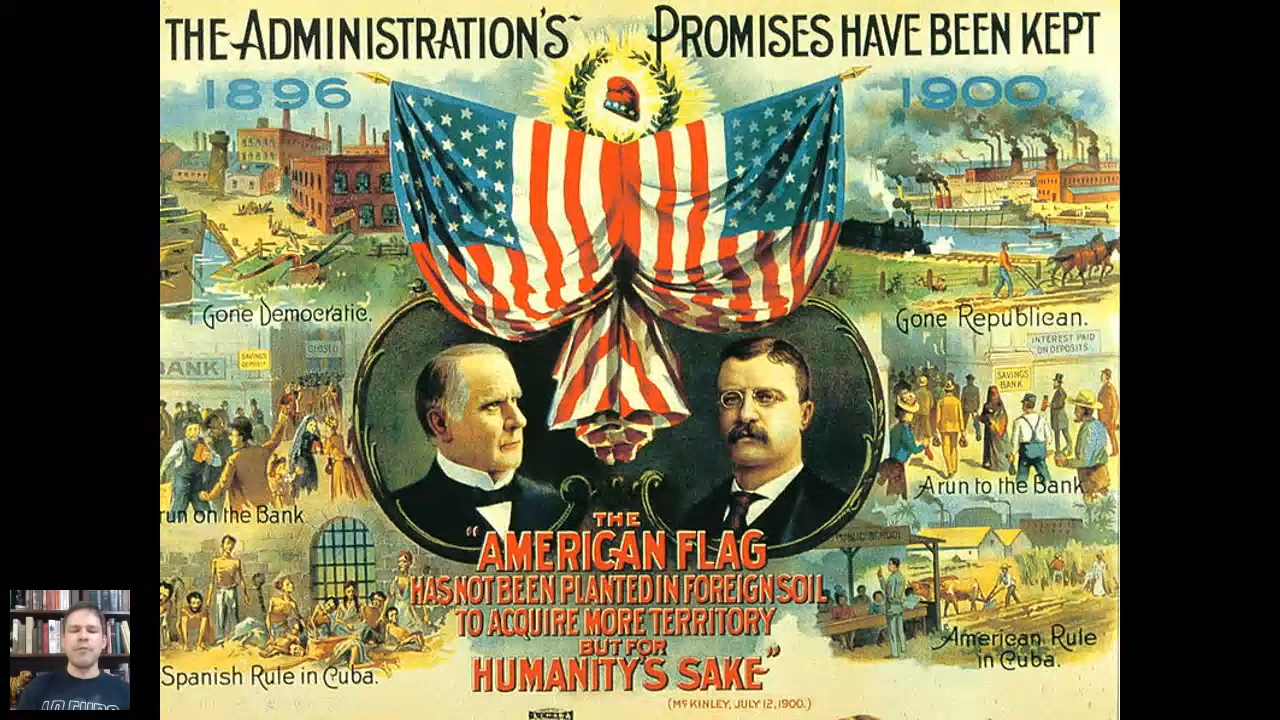 THE ADMINISTRATION'S PROMISES HAVE BEEN KEPT
1896
1900.
Gone Democratic.
Gone Republican.
BANK
SAVINGS
DEPOSIT
CLOSED
INTEREST PAID
ON DEPOSITS
SAVINGS
BANK
run on the Bank
A run to the Bank
THE
"AMERICAN FLAG
HAS NOT BEEN PLANTED IN FOREIGN SOIL
TO ACQUIRE MORE TERRITORY
BUT FOR
HUMANITY'S SAKE"
(McKINLEY, JULY 12, 1900.)
PUBLIC SCHOOL
Spanish Rule in Cuba.
American Rule
in Cuba.